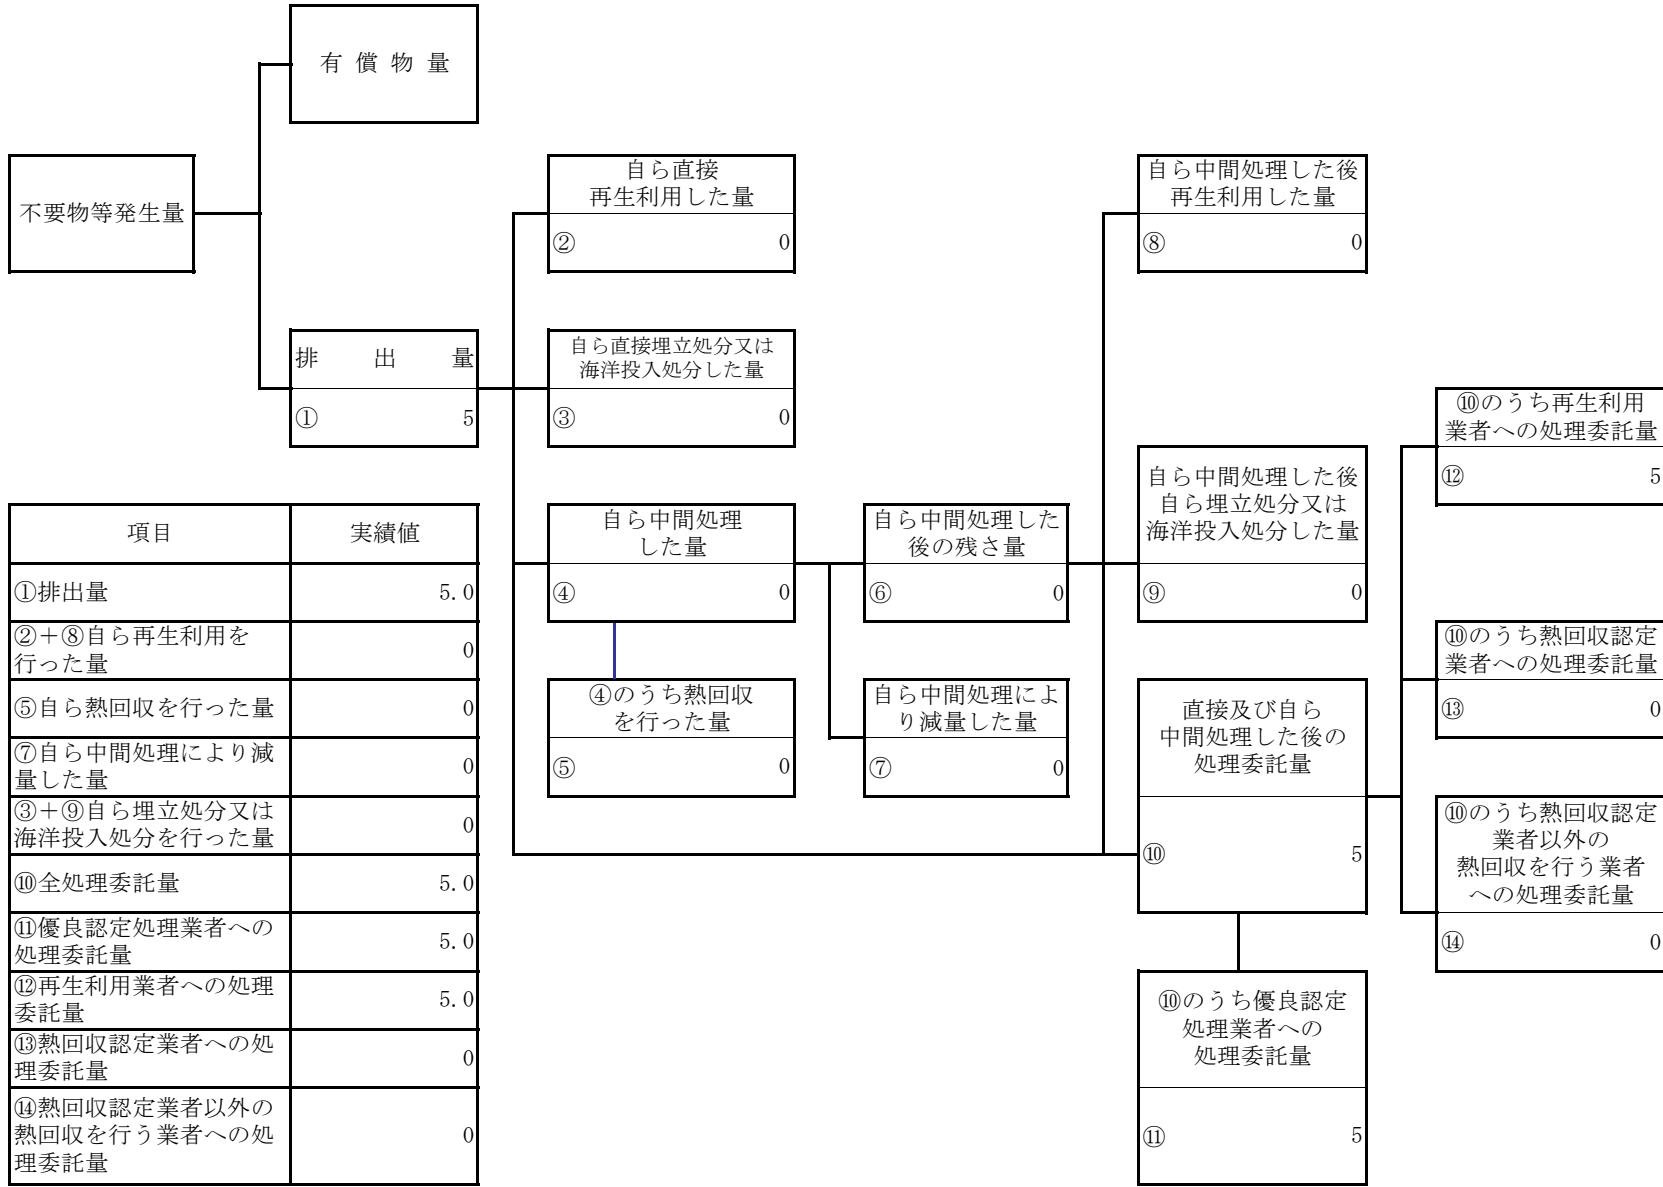 有 償 物 量
不要物等発生量
自ら直接
再生利用した量
② 0
自ら中間処理した後
再生利用した量
⑧ 0
排 出 量
① 5
自ら直接埋立処分又は
海洋投入処分した量
③ 0
⑩のうち再生利用
業者への処理委託量
⑫ 5
自ら中間処理した後
自ら埋立処分又は
海洋投入処分した量
⑨ 0
自ら中間処理
した量
④ 0
自ら中間処理した
後の残さ量
⑥ 0
⑩のうち熱回収認定
業者への処理委託量
⑬ 0
④のうち熱回収
を行った量
⑤ 0
自ら中間処理によ
り減量した量
⑦ 0
直接及び自ら
中間処理した後の
処理委託量
⑩ 5
⑩のうち熱回収認定
業者以外の
熱回収を行う業者
への処理委託量
⑭ 0
⑩のうち優良認定
処理業者への
処理委託量
⑪ 5
項目 実績値
①排出量 5.0
②+⑧自ら再生利用を
行った量 0
⑤自ら熱回収を行った量 0
⑦自ら中間処理により減
量した量 0
③+⑨自ら埋立処分又は
海洋投入処分を行った量 0
⑩全処理委託量 5.0
⑪優良認定処理業者への
処理委託量 5.0
⑫再生利用業者への処理
委託量 5.0
⑬熱回収認定業者への処
理委託量 0
⑭熱回収認定業者以外の
熱回収を行う業者への処
理委託量 0